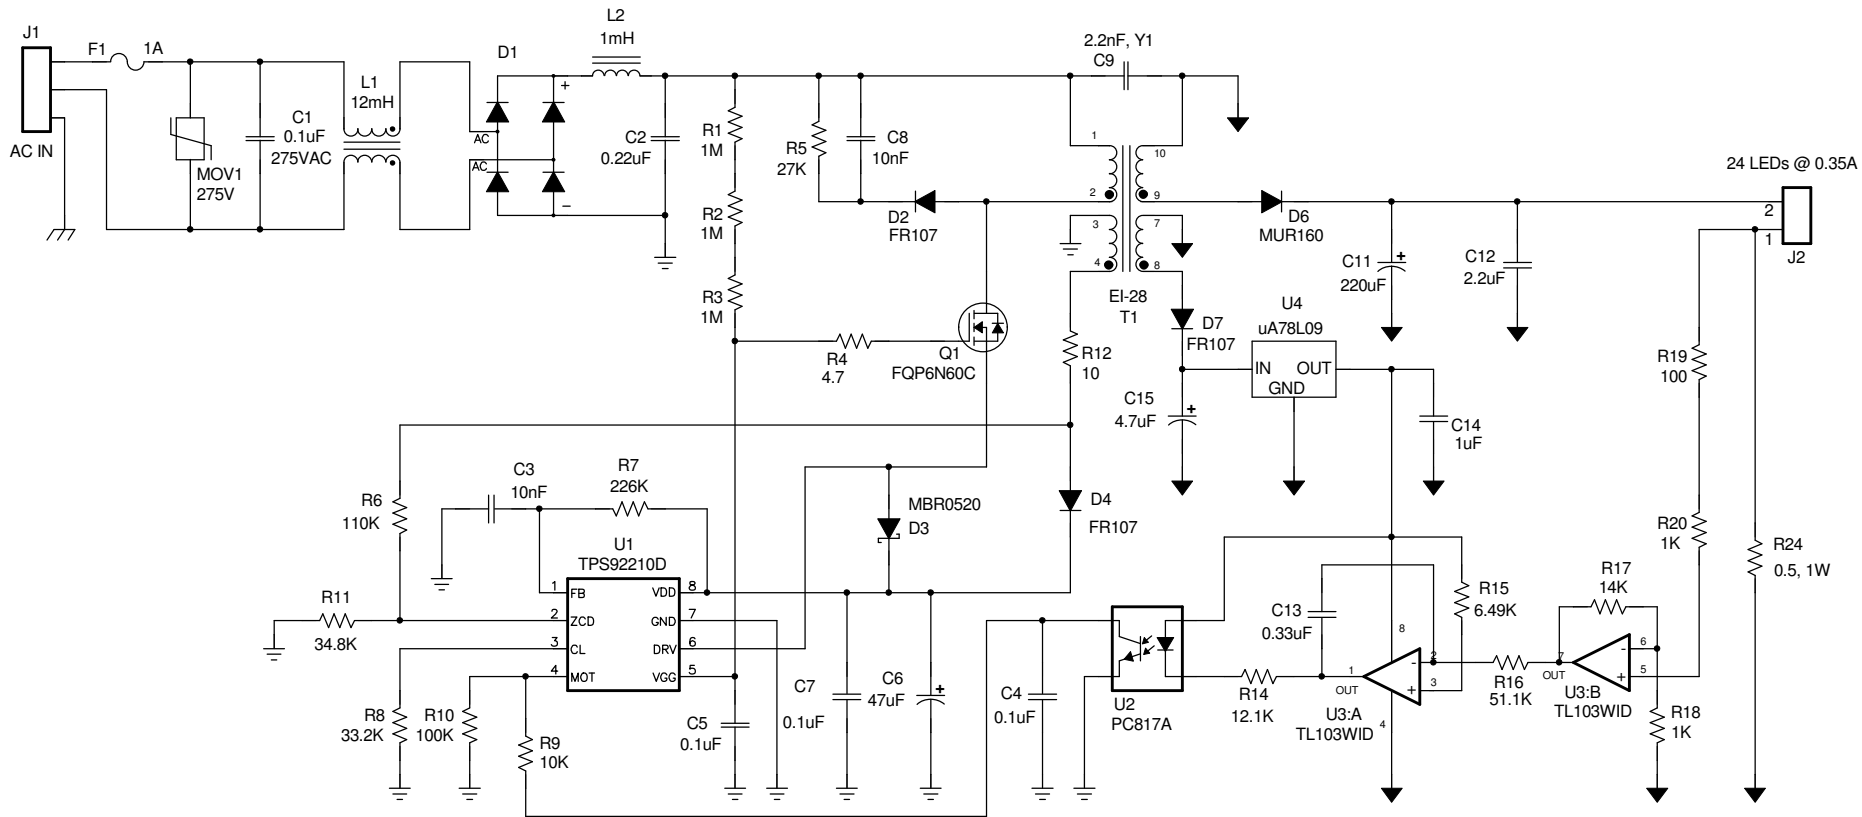 J1
F1
1A
AC IN
MOV1
275V
C1
0.1uF
275VAC
L1
12mH
D1
AC
AC
+
–
L2
1mH
C2
0.22uF
R1
1M
R2
1M
R3
1M
R5
27K
C8
10nF
D2
FR107
2.2nF, Y1
C9
1
2
3
4
10
9
7
8
EI-28
T1
D6
MUR160
C11
+
220uF
C12
2.2uF
24 LEDs @ 0.35A
2
1
J2
R4
4.7
Q1
FQP6N60C
R12
10
D7
FR107
U4
uA78L09
IN
OUT
GND
C15
+
4.7uF
C14
1uF
R19
100
R20
1K
R24
0.5, 1W
R6
110K
C3
10nF
R7
226K
MBR0520
D3
D4
FR107
U1
TPS92210D
1
FB
VDD
8
2
ZCD
GND
7
3
CL
DRV
6
4
MOT
VGG
5
R11
34.8K
R8
33.2K
R10
100K
R9
10K
C5
0.1uF
C7
0.1uF
C6
47uF
+
C4
0.1uF
U2
PC817A
R14
12.1K
C13
0.33uF
R15
6.49K
8
1
OUT
-
2
+
3
4
U3:A
TL103WID
R16
51.1K
R17
14K
7
OUT
-
6
+
5
U3:B
TL103WID
R18
1K